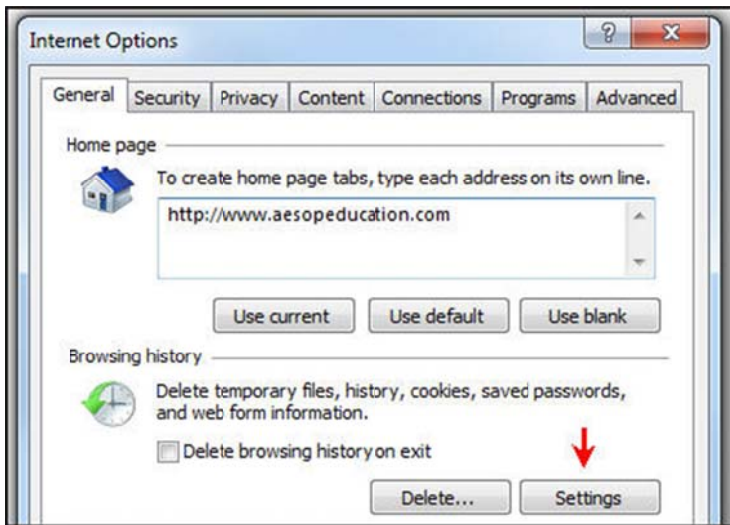 Internet Options
?
X
General Security Privacy Content Connections Programs Advanced
Home page
To create home page tabs, type each address on its own line.
http://www.aesopeducation.com
Use current Use default Use blank
Browsing history
Delete temporary files, history, cookies, saved passwords,
and web form information.
Delete browsing history on exit
Delete... Settings